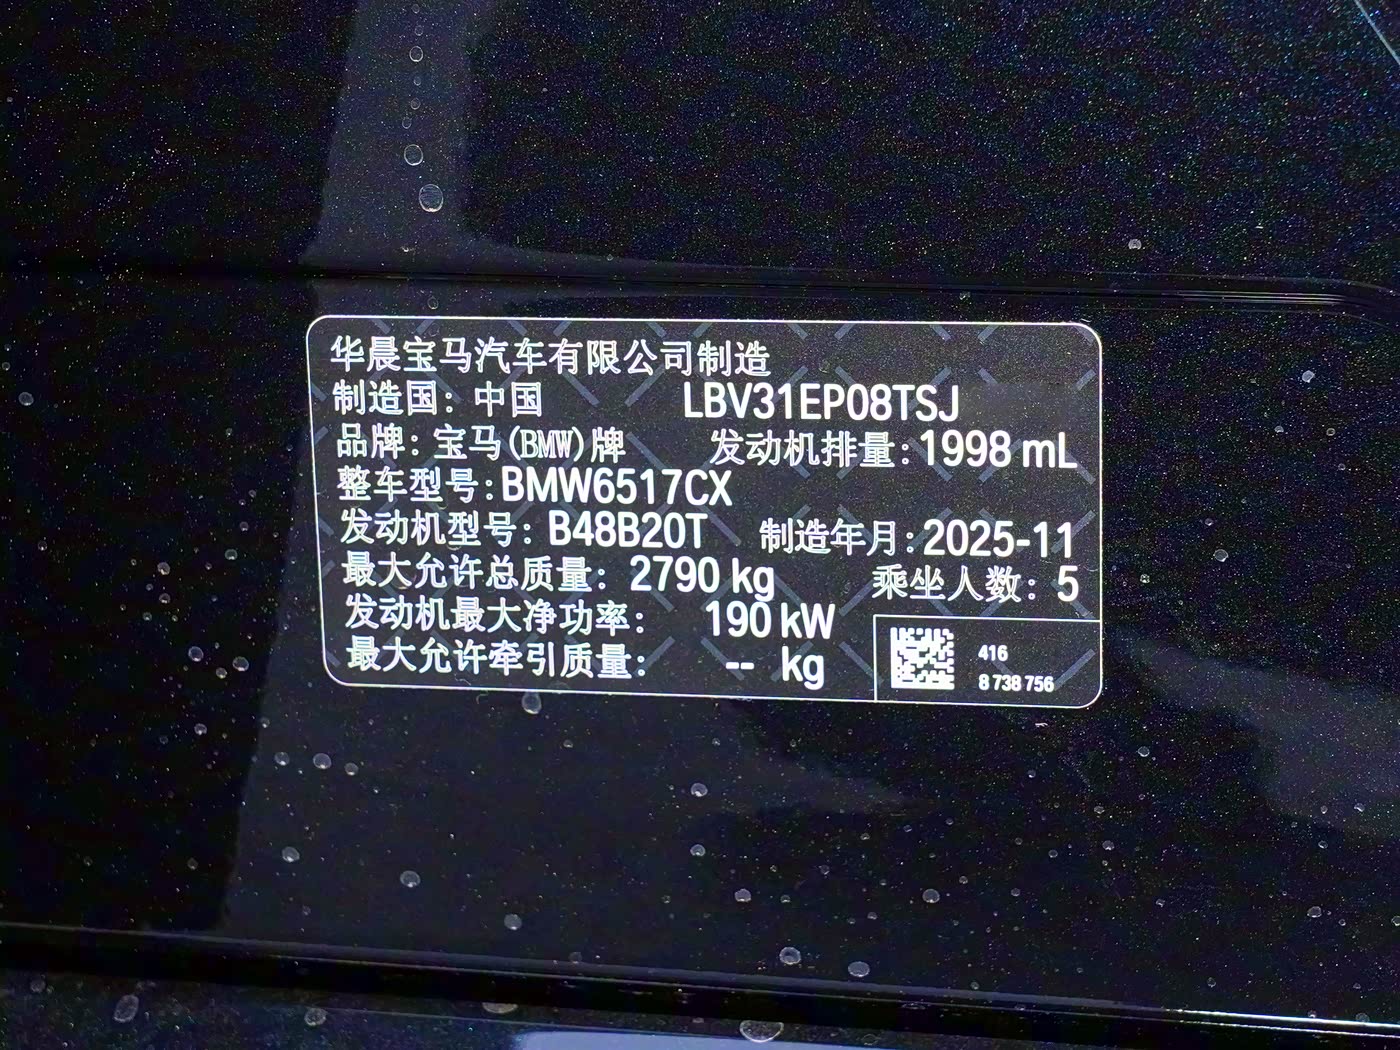 华晨宝马汽车有限公司制造
制造国：中国 LBV31EP08TSJ
品牌：宝马(BMW)牌 发动机排量：1998 mL
整车型号：BMW6517CX
发动机型号：B48B20T 制造年月：2025-11
最大允许总质量：2790 kg 乘坐人数：5
发动机最大净功率：190 kW
最大允许牵引质量：-- kg
416
8 738 756